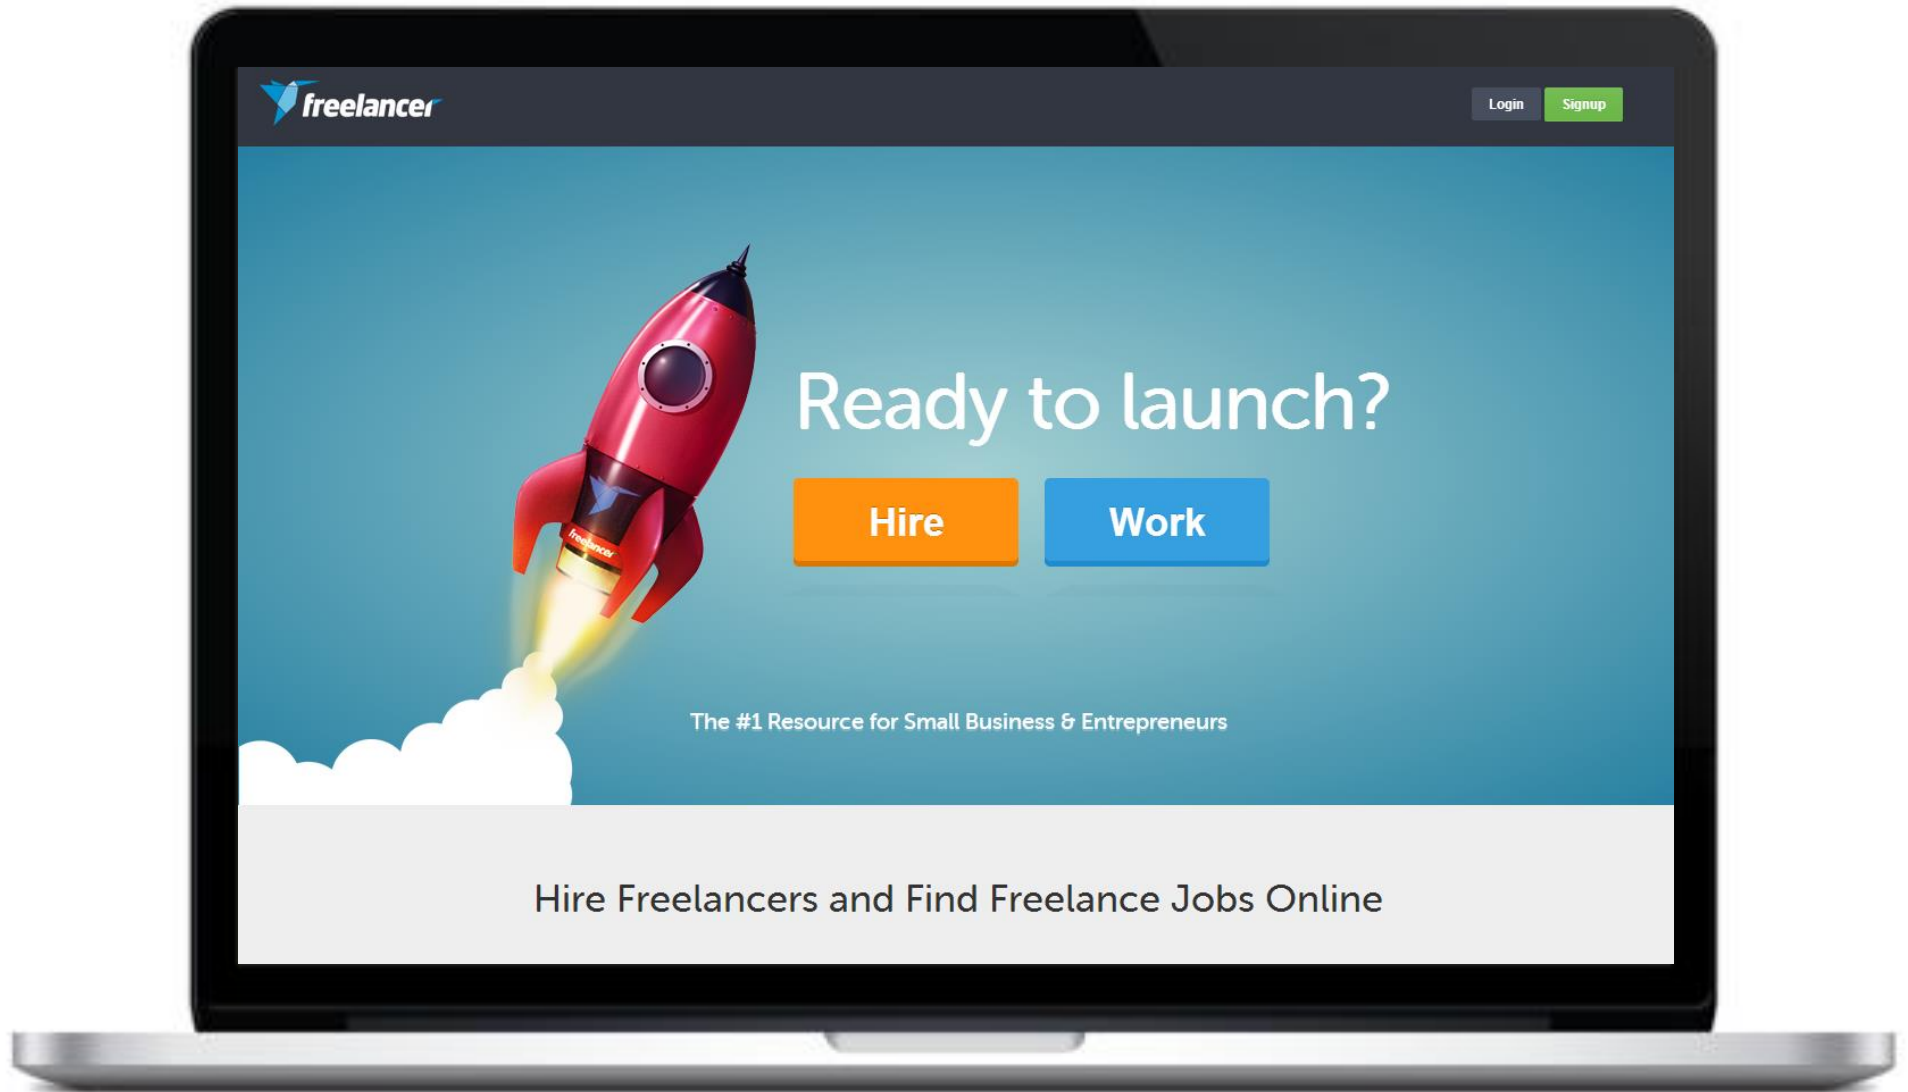 freelancer
Login Signup
Ready to launch?
Hire Work
freelancer
The #1 Resource for Small Business & Entrepreneurs
Hire Freelancers and Find Freelance Jobs Online